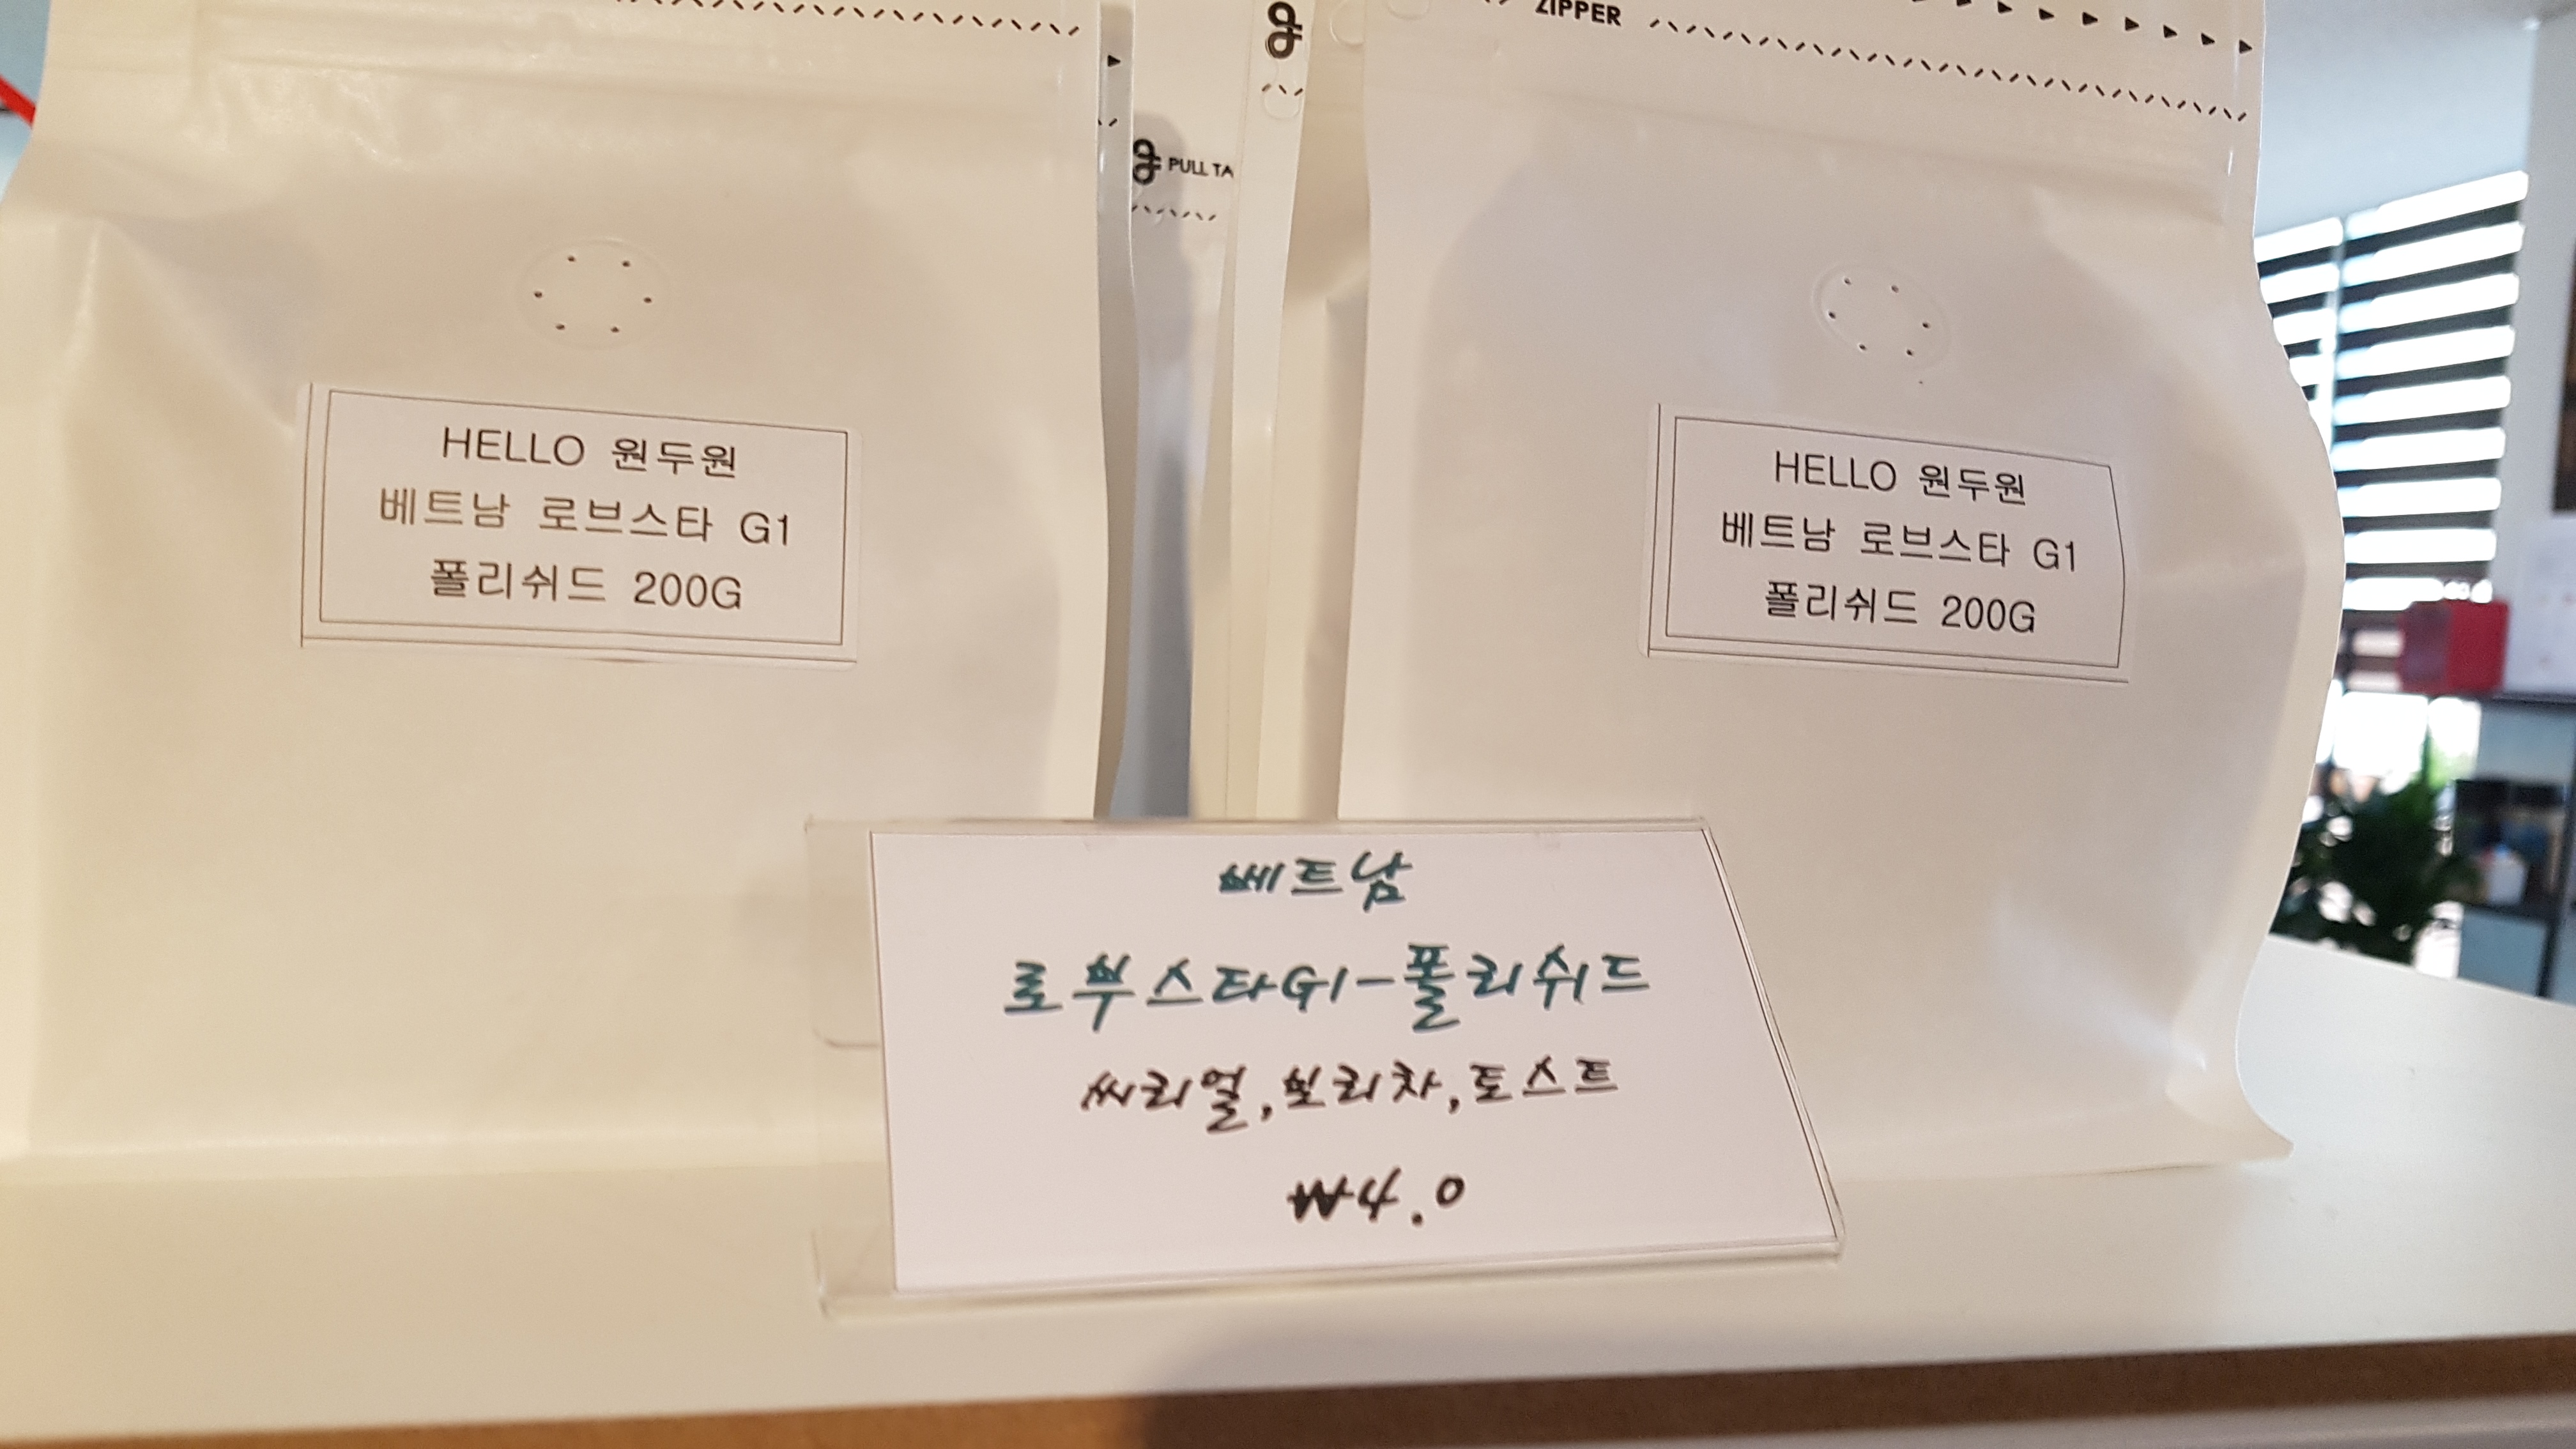 ZIPPER
PULL TA
HELLO 원두원
베트남 로브스타 G1
폴리쉬드 200G
HELLO 원두원
베트남 로브스타 G1
폴리쉬드 200G
베트남
로부스타G1-폴리쉬드
씨리얼,보리차,토스트
₩4.0